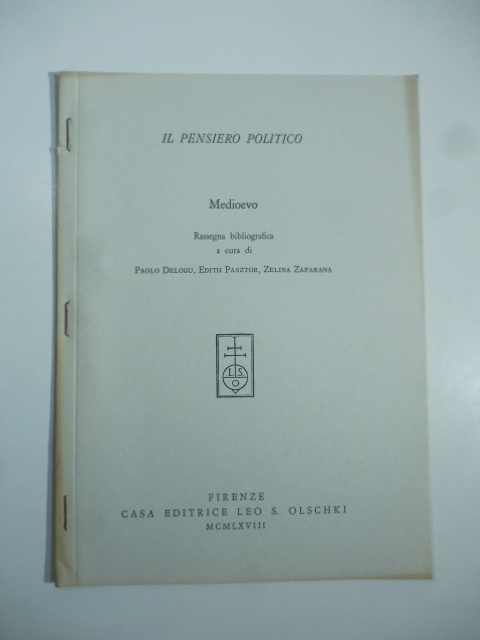 IL PENSIERO POLITICO
Medioevo
Rassegna bibliografica
a cura di
PAOLO DELOGU, EDITH PASZTOR, ZELINA ZAFARANA
L S
O
FIRENZE
CASA EDITRICE LEO S. OLSCHKI
MCMLXVIII